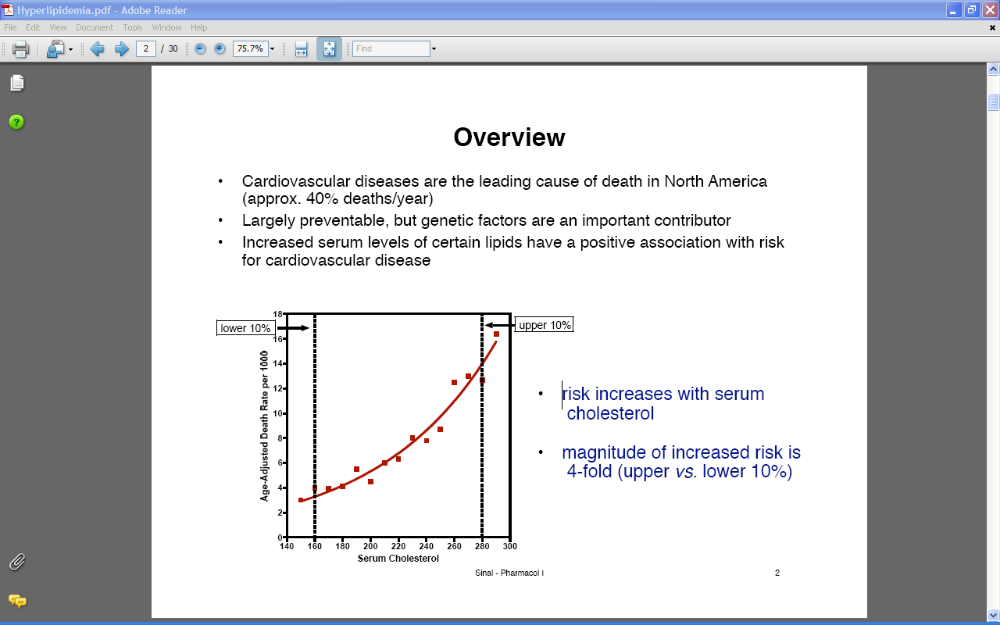 Hyperlipidemia.pdf - Adobe Reader
File Edit View Document Tools Window Help
2 / 30 75.7% Find
Overview
• Cardiovascular diseases are the leading cause of death in North America
(approx. 40% deaths/year)
• Largely preventable, but genetic factors are an important contributor
• Increased serum levels of certain lipids have a positive association with risk
for cardiovascular disease
lower 10%
upper 10%
Age-Adjusted Death Rate per 1000
18
16
14
12
10
8
6
4
2
0
140 160 180 200 220 240 260 280 300
Serum Cholesterol
• risk increases with serum
cholesterol
• magnitude of increased risk is
4-fold (upper vs. lower 10%)
Sinal - Pharmacol I
2